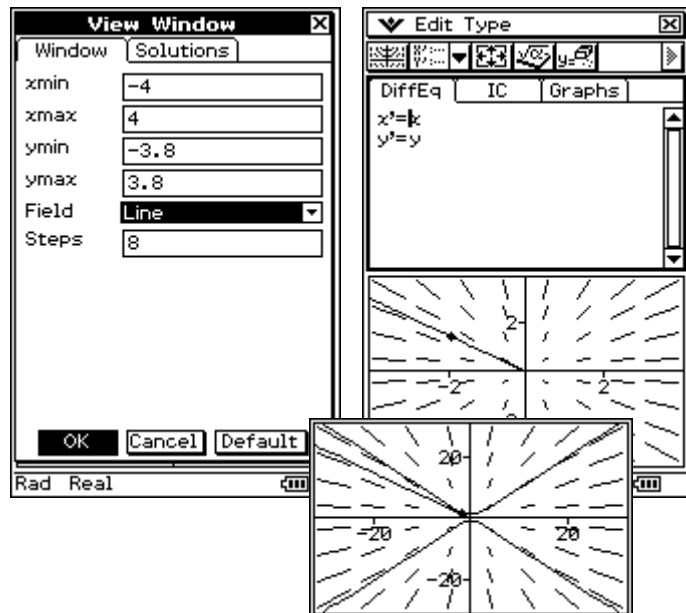 View Window
Window Solutions
xmin -4
xmax 4
ymin -3.8
ymax 3.8
Field Line
Steps 8
OK Cancel Default
Rad Real
Edit Type
y=
DiffEq IC Graphs
x'=x
y'=y
2
-2 2
20
-20 20
-20